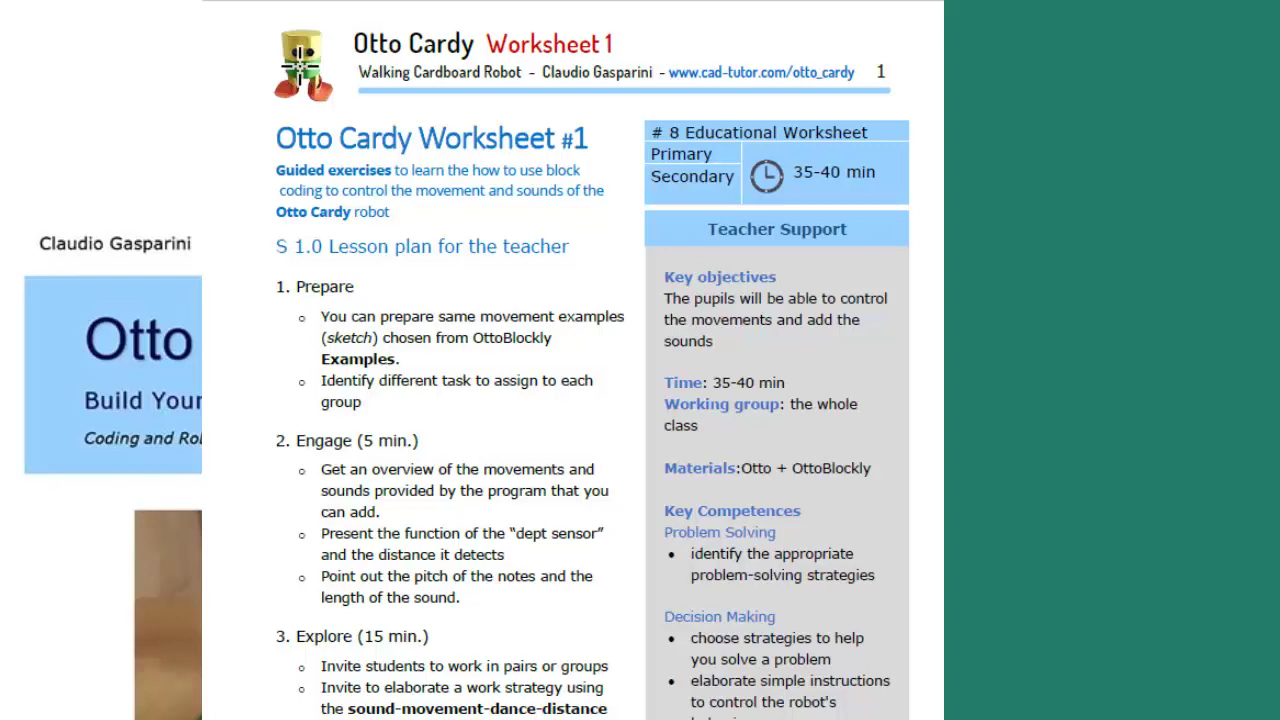 Otto Cardy Worksheet 1
Walking Cardboard Robot - Claudio Gasparini - www.cad-tutor.com/otto_cardy 1
Claudio Gasparini
Otto
Build Your
Coding and Ro
Otto Cardy Worksheet #1
Guided exercises to learn the how to use block
coding to control the movement and sounds of the
Otto Cardy robot
S 1.0 Lesson plan for the teacher
1. Prepare
o You can prepare same movement examples
(sketch) chosen from OttoBlockly
Examples.
o Identify different task to assign to each
group
2. Engage (5 min.)
o Get an overview of the movements and
sounds provided by the program that you
can add.
o Present the function of the “dept sensor”
and the distance it detects
o Point out the pitch of the notes and the
length of the sound.
3. Explore (15 min.)
o Invite students to work in pairs or groups
o Invite to elaborate a work strategy using
the sound-movement-dance-distance
# 8 Educational Worksheet
Primary
Secondary
35-40 min
Teacher Support
Key objectives
The pupils will be able to control
the movements and add the
sounds
Time: 35-40 min
Working group: the whole
class
Materials:Otto + OttoBlockly
Key Competences
Problem Solving
• identify the appropriate
problem-solving strategies
Decision Making
• choose strategies to help
you solve a problem
• elaborate simple instructions
to control the robot's